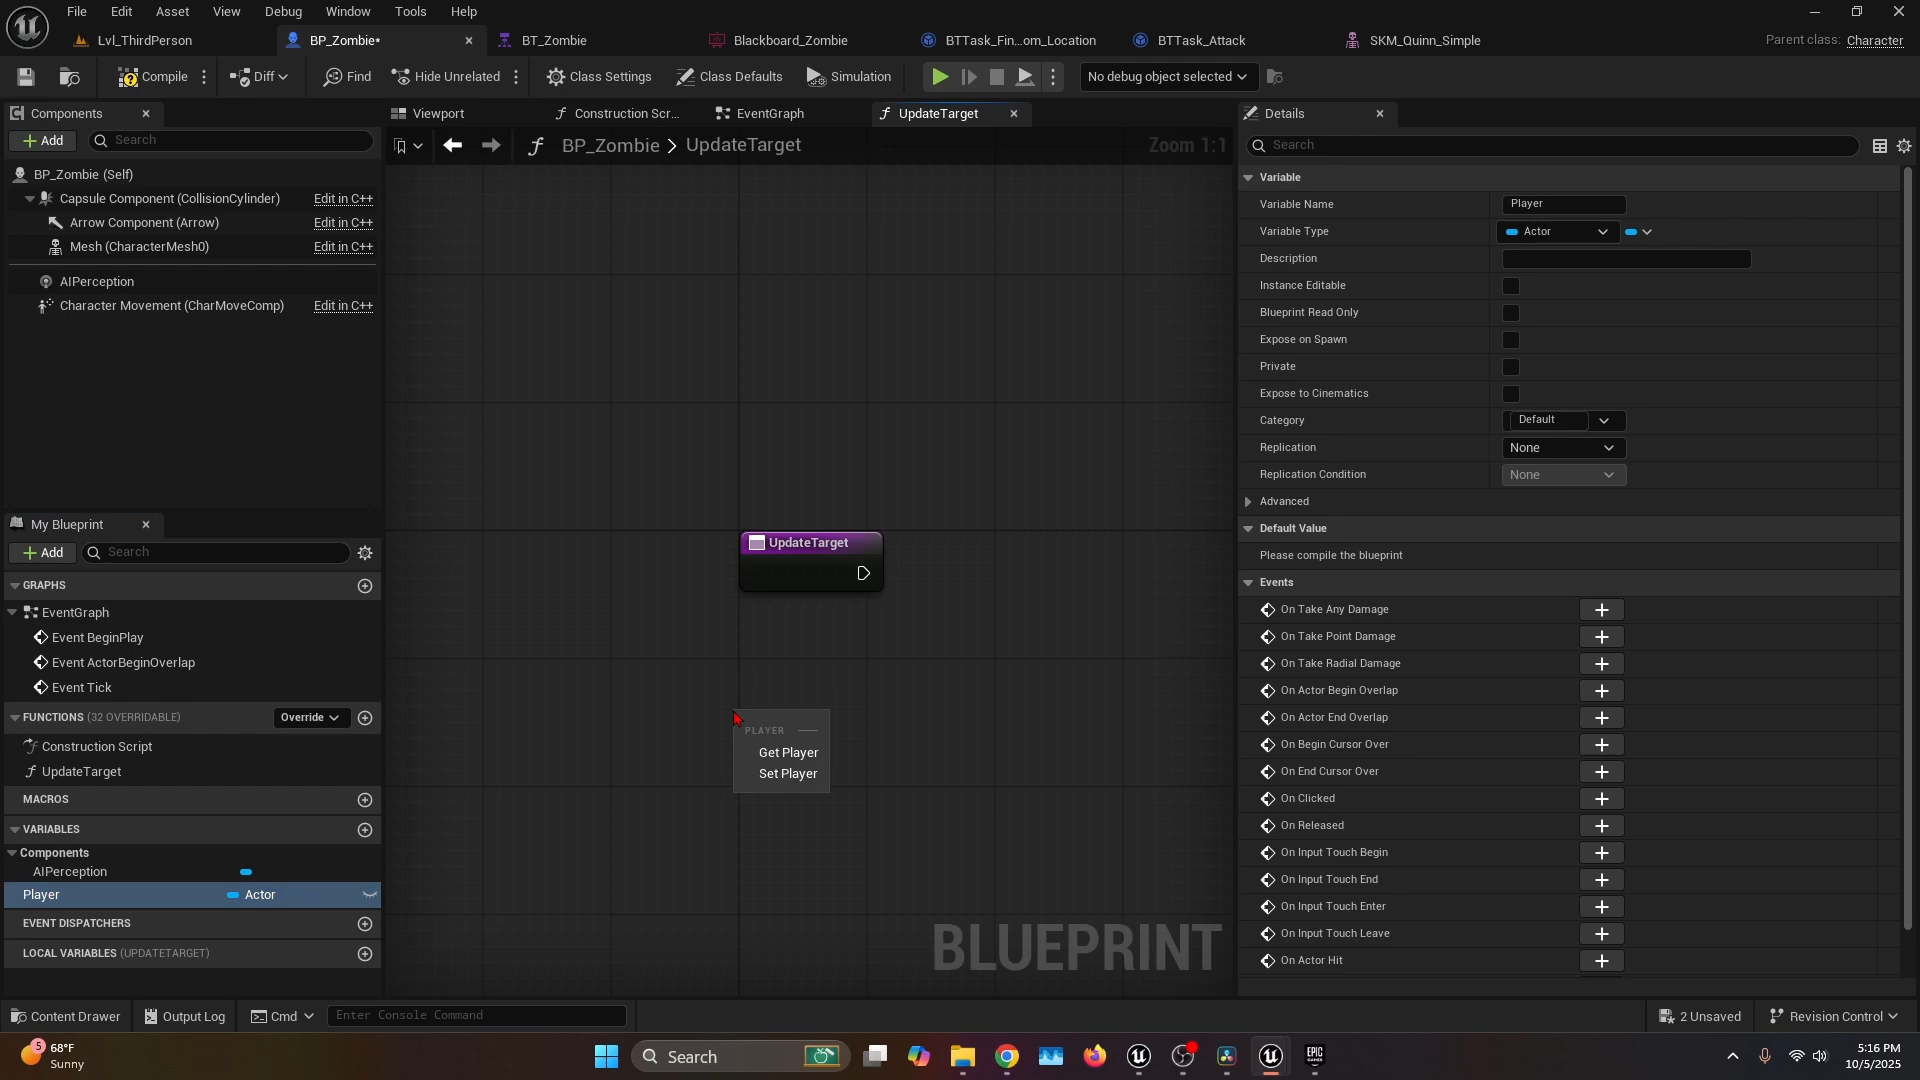 File Edit Asset View Debug Window Tools Help
Lvl_ThirdPerson
BP_Zombie*
BT_Zombie
Blackboard_Zombie
BTTask_Fin...om_Location
BTTask_Attack
SKM_Quinn_Simple
Parent class: Character
Compile
Diff
Find
Hide Unrelated
Class Settings
Class Defaults
Simulation
No debug object selected
Components
Add
Search
BP_Zombie (Self)
Capsule Component (CollisionCylinder) Edit in C++
Arrow Component (Arrow) Edit in C++
Mesh (CharacterMesh0) Edit in C++
AIPerception
Character Movement (CharMoveComp) Edit in C++
My Blueprint
Add
Search
GRAPHS
EventGraph
Event BeginPlay
Event ActorBeginOverlap
Event Tick
FUNCTIONS (32 OVERRIDABLE) Override
Construction Script
UpdateTarget
MACROS
VARIABLES
Components
AIPerception
Player Actor
EVENT DISPATCHERS
LOCAL VARIABLES (UPDATETARGET)
Viewport
Construction Scr...
EventGraph
UpdateTarget
BP_Zombie > UpdateTarget
Zoom 1:1
UpdateTarget
PLAYER
Get Player
Set Player
BLUEPRINT
Details
Search
Variable
Variable Name Player
Variable Type Actor
Description
Instance Editable
Blueprint Read Only
Expose on Spawn
Private
Expose to Cinematics
Category Default
Replication None
Replication Condition None
Advanced
Default Value
Please compile the blueprint
Events
On Take Any Damage
On Take Point Damage
On Take Radial Damage
On Actor Begin Overlap
On Actor End Overlap
On Begin Cursor Over
On End Cursor Over
On Clicked
On Released
On Input Touch Begin
On Input Touch End
On Input Touch Enter
On Input Touch Leave
On Actor Hit
Content Drawer
Output Log
Cmd
Enter Console Command
2 Unsaved
Revision Control
5
68°F
Sunny
Search
EPIC
GAMES
5:16 PM
10/5/2025